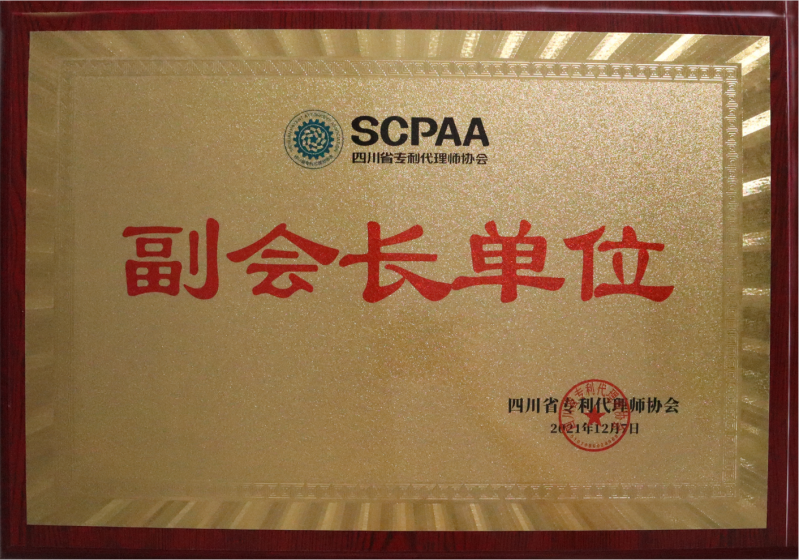 SCPAA
四川省专利代理师协会
副会长单位
四川省专利代理师协会
2021年12月7日